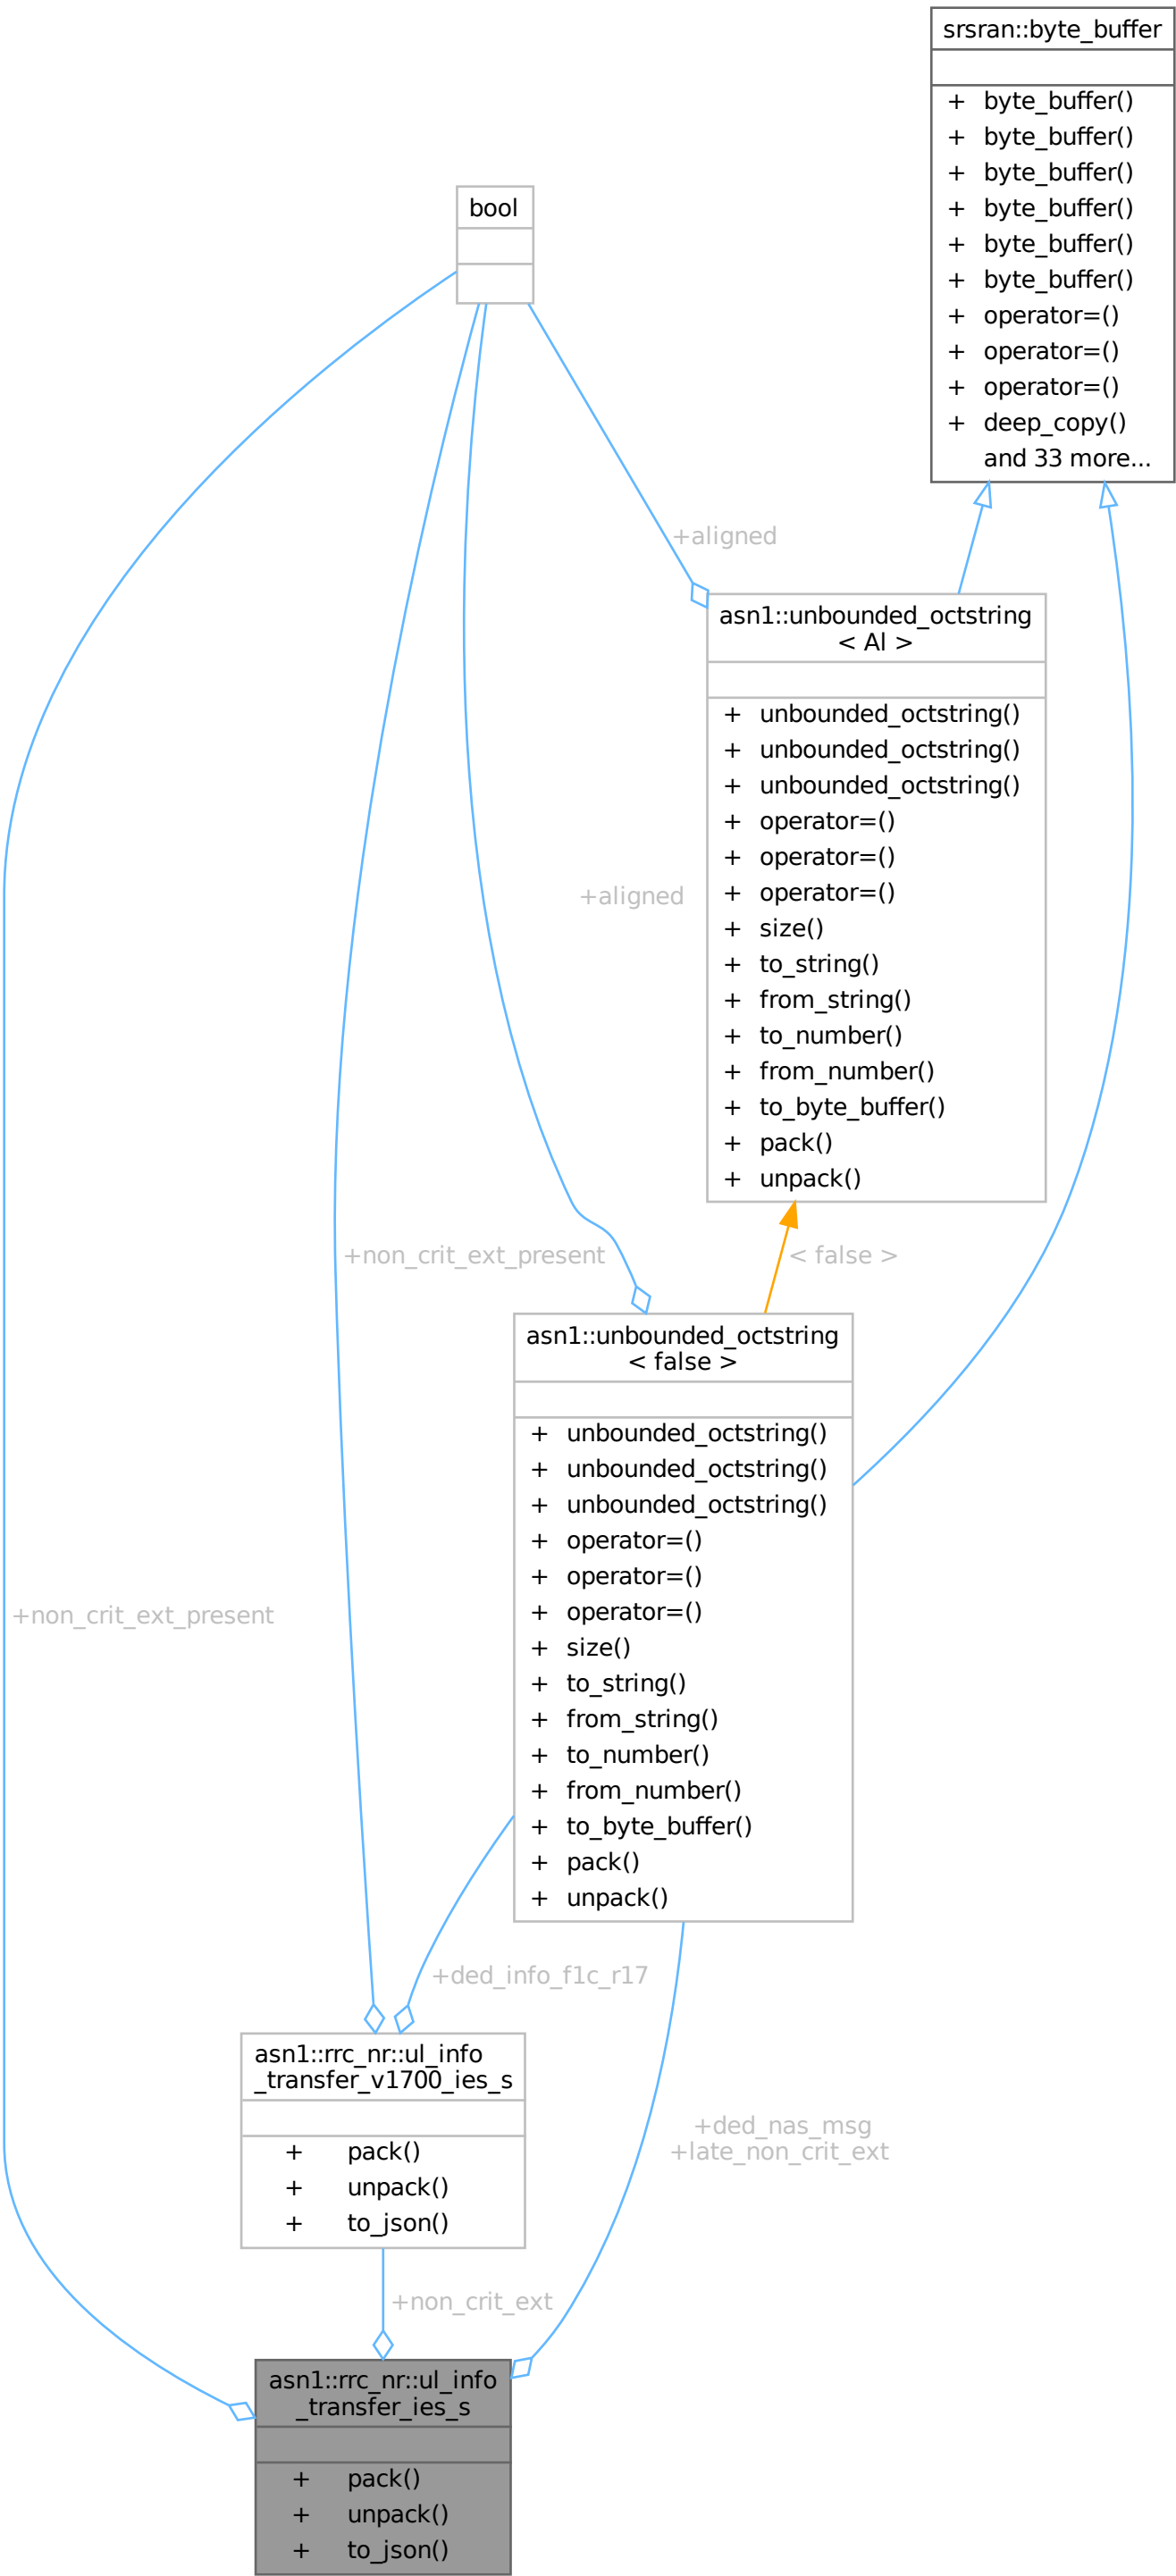 srsran::byte_buffer
+ byte_buffer()
+ byte_buffer()
+ byte_buffer()
+ byte_buffer()
+ byte_buffer()
+ byte_buffer()
+ operator=()
+ operator=()
+ operator=()
+ deep_copy()
and 33 more...
bool
+aligned
asn1::unbounded_octstring
< Al >
+ unbounded_octstring()
+ unbounded_octstring()
+ unbounded_octstring()
+ operator=()
+ operator=()
+ operator=()
+ size()
+ to_string()
+ from_string()
+ to_number()
+ from_number()
+ to_byte_buffer()
+ pack()
+ unpack()
+aligned
+non_crit_ext_present
< false >
asn1::unbounded_octstring
< false >
+ unbounded_octstring()
+ unbounded_octstring()
+ unbounded_octstring()
+ operator=()
+ operator=()
+ operator=()
+ size()
+ to_string()
+ from_string()
+ to_number()
+ from_number()
+ to_byte_buffer()
+ pack()
+ unpack()
+non_crit_ext_present
+ded_info_f1c_r17
asn1::rrc_nr::ul_info
_transfer_v1700_ies_s
+ pack()
+ unpack()
+ to_json()
+ded_nas_msg
+late_non_crit_ext
+non_crit_ext
asn1::rrc_nr::ul_info
_transfer_ies_s
+ pack()
+ unpack()
+ to_json()